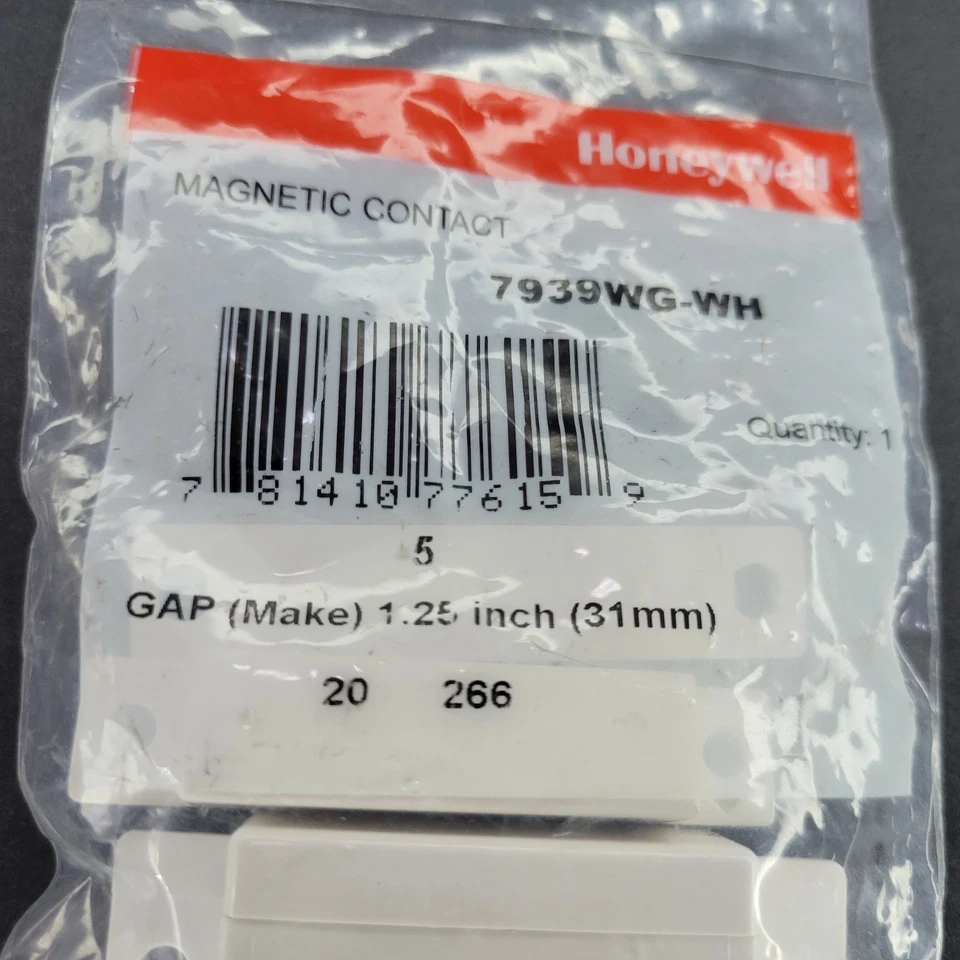 Honeywell
MAGNETIC CONTACT
7939WG-WH
Quantity: 1
7 81410 77615 9
5
GAP (Make) 1.25 inch (31mm)
20 266